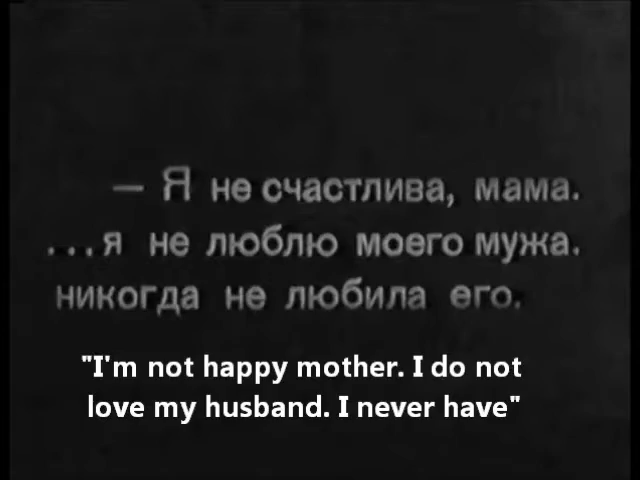 — Я не счастлива, мама.
...я не люблю моего мужа.
никогда не любила его.
"I'm not happy mother. I do not
love my husband. I never have"